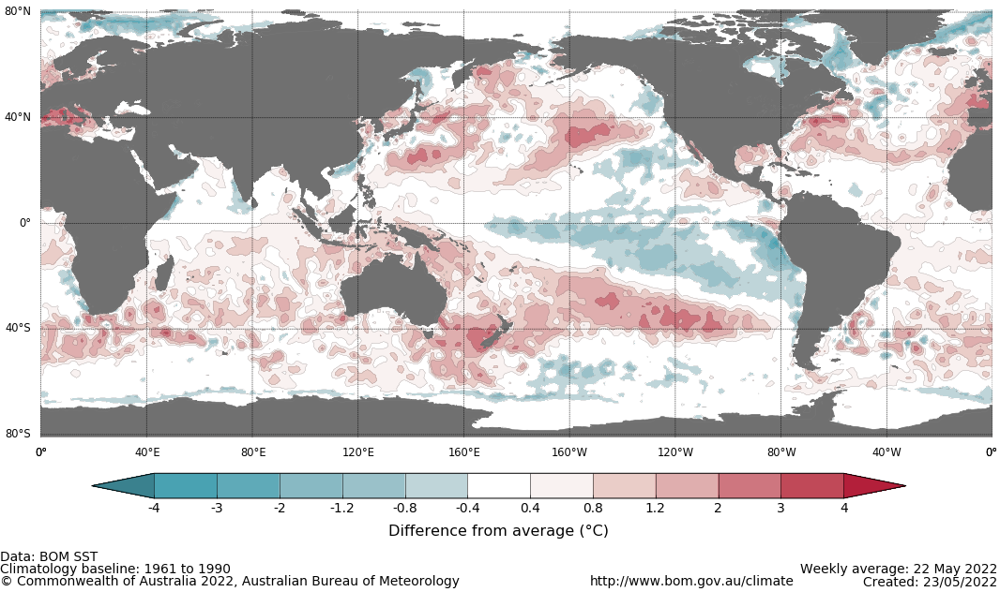 80°N
40°N
0°
40°S
80°S
0° 40°E 80°E 120°E 160°E 160°W 120°W 80°W 40°W 0°
-4 -3 -2 -1.2 -0.8 -0.4 0.4 0.8 1.2 2 3 4
Difference from average (°C)
Data: BOM SST
Climatology baseline: 1961 to 1990 Weekly average: 22 May 2022
© Commonwealth of Australia 2022, Australian Bureau of Meteorology http://www.bom.gov.au/climate Created: 23/05/2022